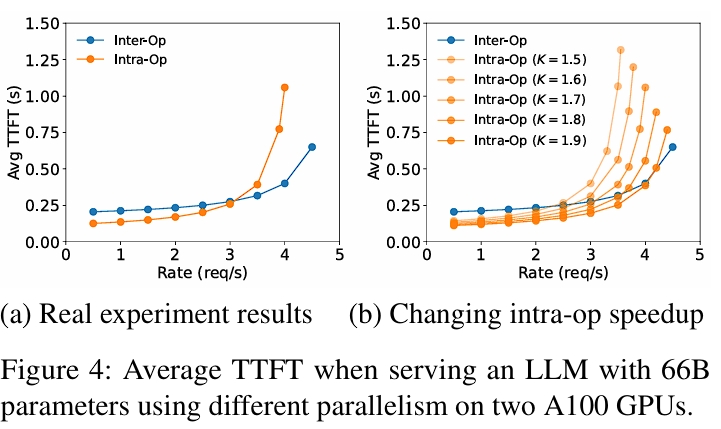 1.50
1.25
1.00
0.75
0.50
0.25
0.00
Avg TTFT (s)
Inter-Op
Intra-Op
0 1 2 3 4 5
Rate (req/s)
1.50
1.25
1.00
0.75
0.50
0.25
0.00
Avg TTFT (s)
Inter-Op
Intra-Op (K = 1.5)
Intra-Op (K = 1.6)
Intra-Op (K = 1.7)
Intra-Op (K = 1.8)
Intra-Op (K = 1.9)
0 1 2 3 4 5
Rate (req/s)
(a) Real experiment results
(b) Changing intra-op speedup
Figure 4: Average TTFT when serving an LLM with 66B
parameters using different parallelism on two A100 GPUs.